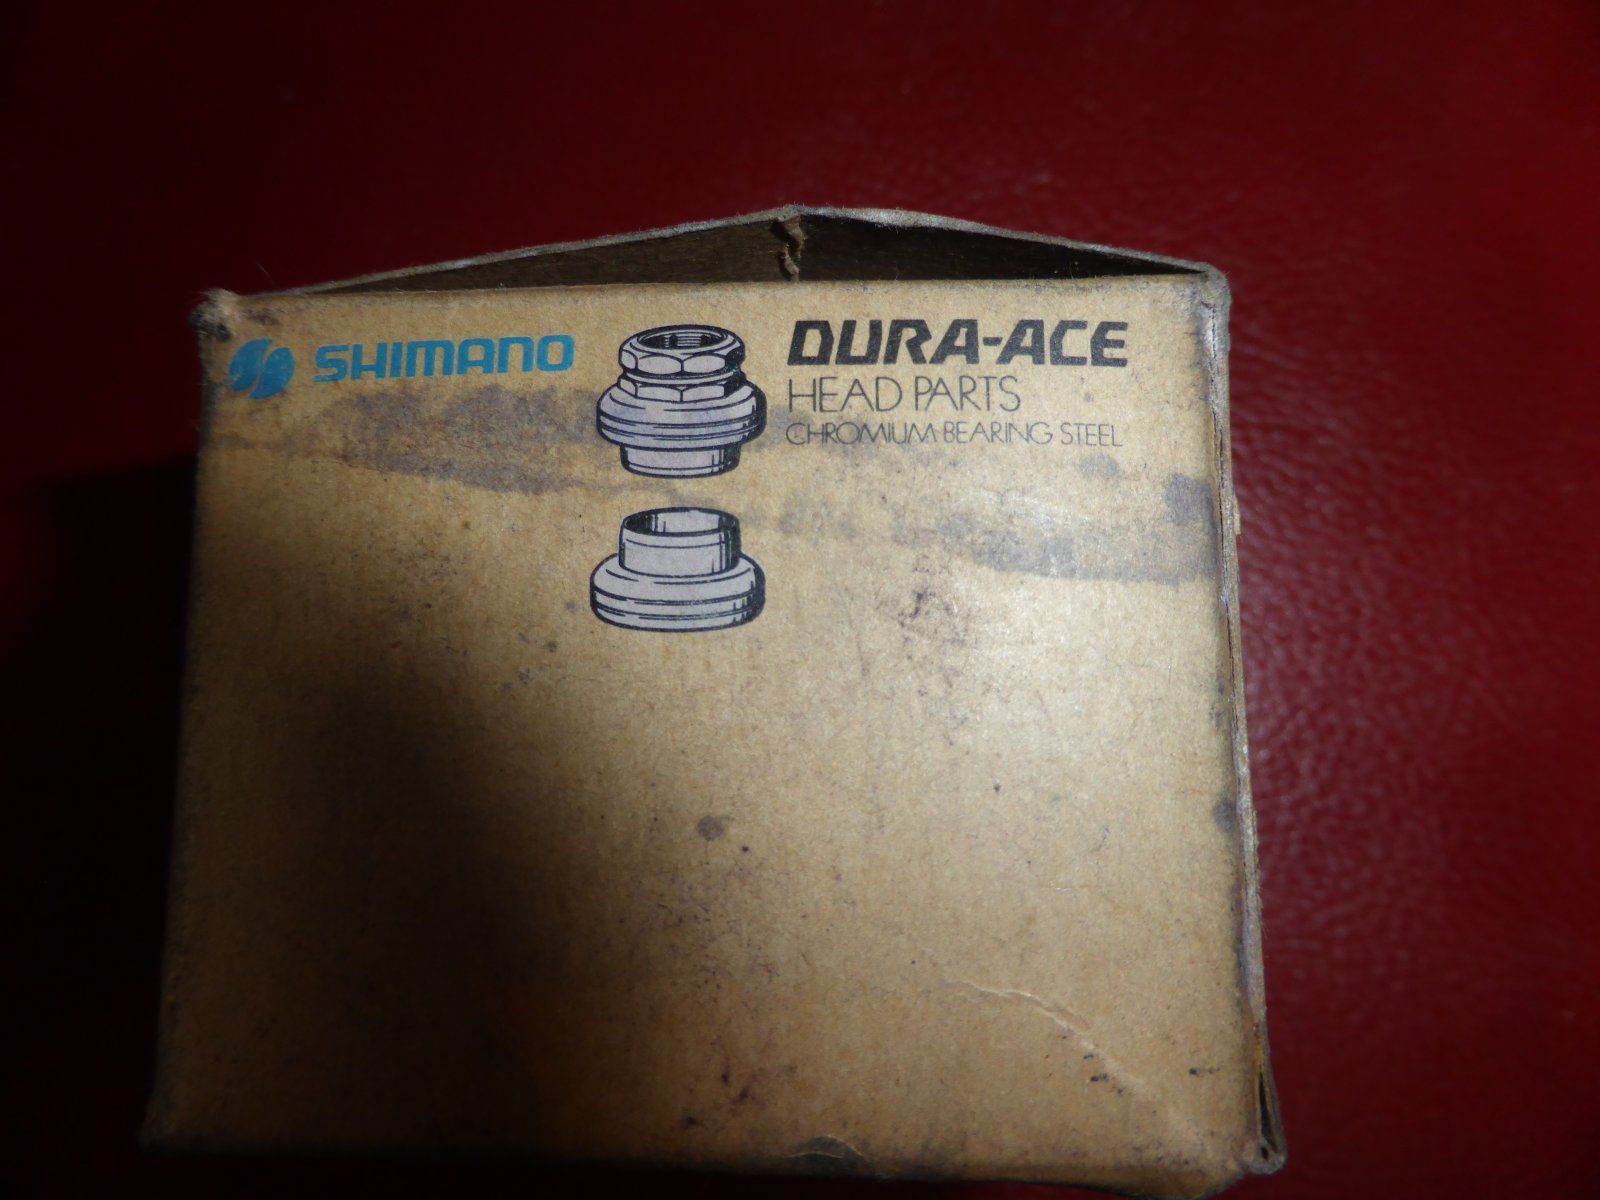 SHIMANO
DURA-ACE
HEAD PARTS
CHROMIUM BEARING STEEL